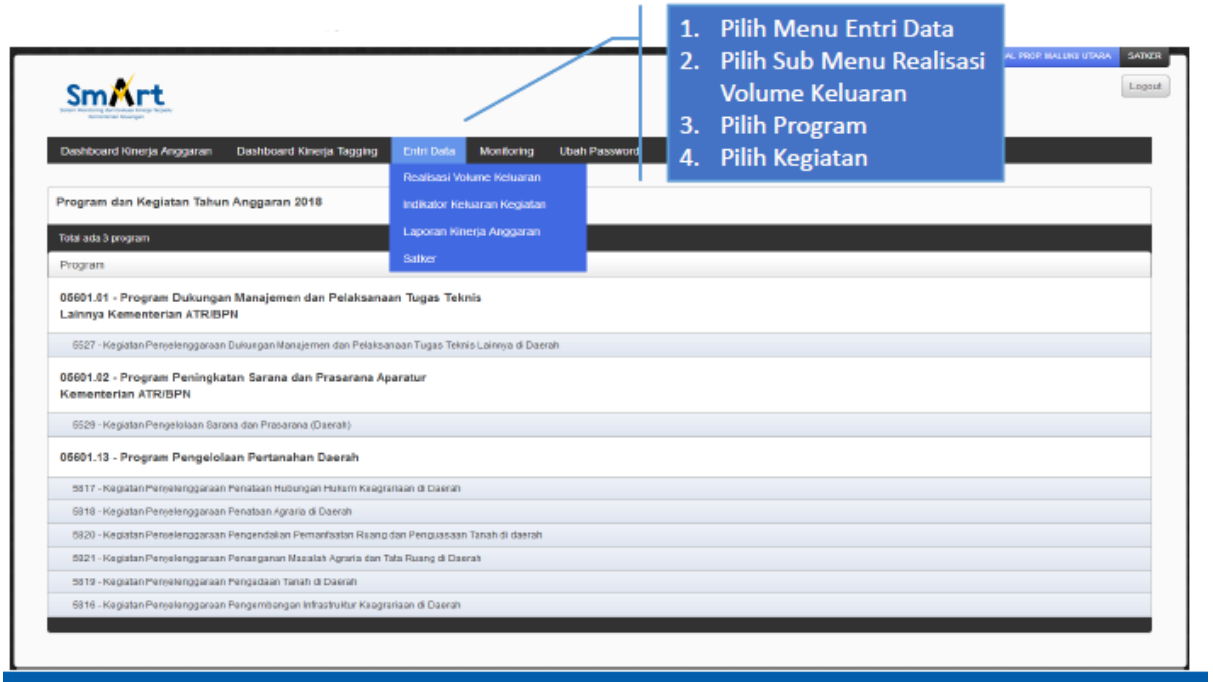 1. Pilih Menu Entri Data
2. Pilih Sub Menu Realisasi
Volume Keluaran
3. Pilih Program
4. Pilih Kegiatan
PROP. MALUKU UTARA SATKER
Logout
Smart
Dashboard Kinerja Anggaran Dashboard Kinerja Tagging Entri Data Monitoring Ubah Password
Realisasi Volume Keluaran
Indikator Keluaran Kegiatan
Laporan Kinerja Anggaran
Satker
Program dan Kegiatan Tahun Anggaran 2018
Total ada 3 program
Program
05601.01 - Program Dukungan Manajemen dan Pelaksanaan Tugas Teknis
Lainnya Kementerian ATR/BPN
- Kegiatan Penyelenggaraan Dukungan Manajemen dan Pelaksanaan Tugas Teknis Lainnya di Daerah
05601.02 - Program Peningkatan Sarana dan Prasarana Aparatur
Kementerian ATR/BPN
- Kegiatan Pengelolaan Sarana dan Prasarana (Daerah)
05601.13 - Program Pengelolaan Pertanahan Daerah
5817 - Kegiatan Penyelenggaraan Penataan Hubungan Hukum Keagrariaan di Daerah
5818 - Kegiatan Penyelenggaraan Penataan Agraria di Daerah
5820 - Kegiatan Penyelenggaraan Pengendalian Pemanfaatan Ruang dan Penguasaan Tanah di daerah
5821 - Kegiatan Penyelenggaraan Penanganan Masalah Agraria dan Tata Ruang di Daerah
5819 - Kegiatan Penyelenggaraan Pengadaan Tanah di Daerah
5816 - Kegiatan Penyelenggaraan Pengembangan Infrastruktur Keagrariaan di Daerah